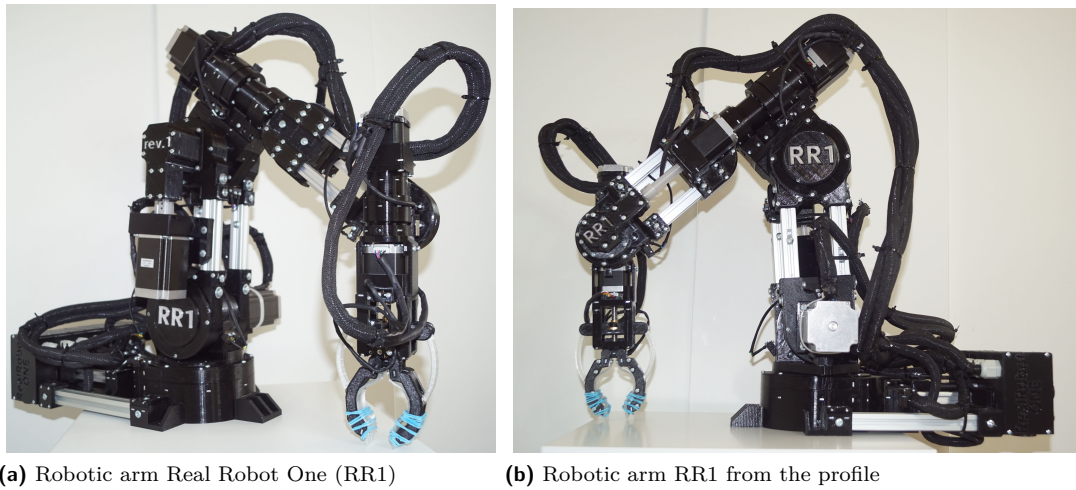 rev.1
RR1
RR1
RR1
(a) Robotic arm Real Robot One (RR1)
(b) Robotic arm RR1 from the profile